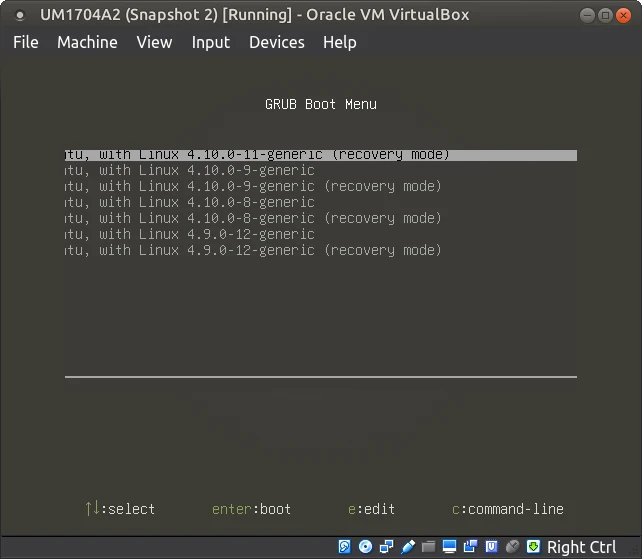 UM1704A2 (Snapshot 2) [Running] - Oracle VM VirtualBox
File Machine View Input Devices Help
GRUB Boot Menu
ntu, with Linux 4.10.0-11-generic (recovery mode)
ntu, with Linux 4.10.0-9-generic
ntu, with Linux 4.10.0-9-generic (recovery mode)
ntu, with Linux 4.10.0-8-generic
ntu, with Linux 4.10.0-8-generic (recovery mode)
ntu, with Linux 4.9.0-12-generic
ntu, with Linux 4.9.0-12-generic (recovery mode)
↑↓:select enter:boot e:edit c:command-line
Right Ctrl